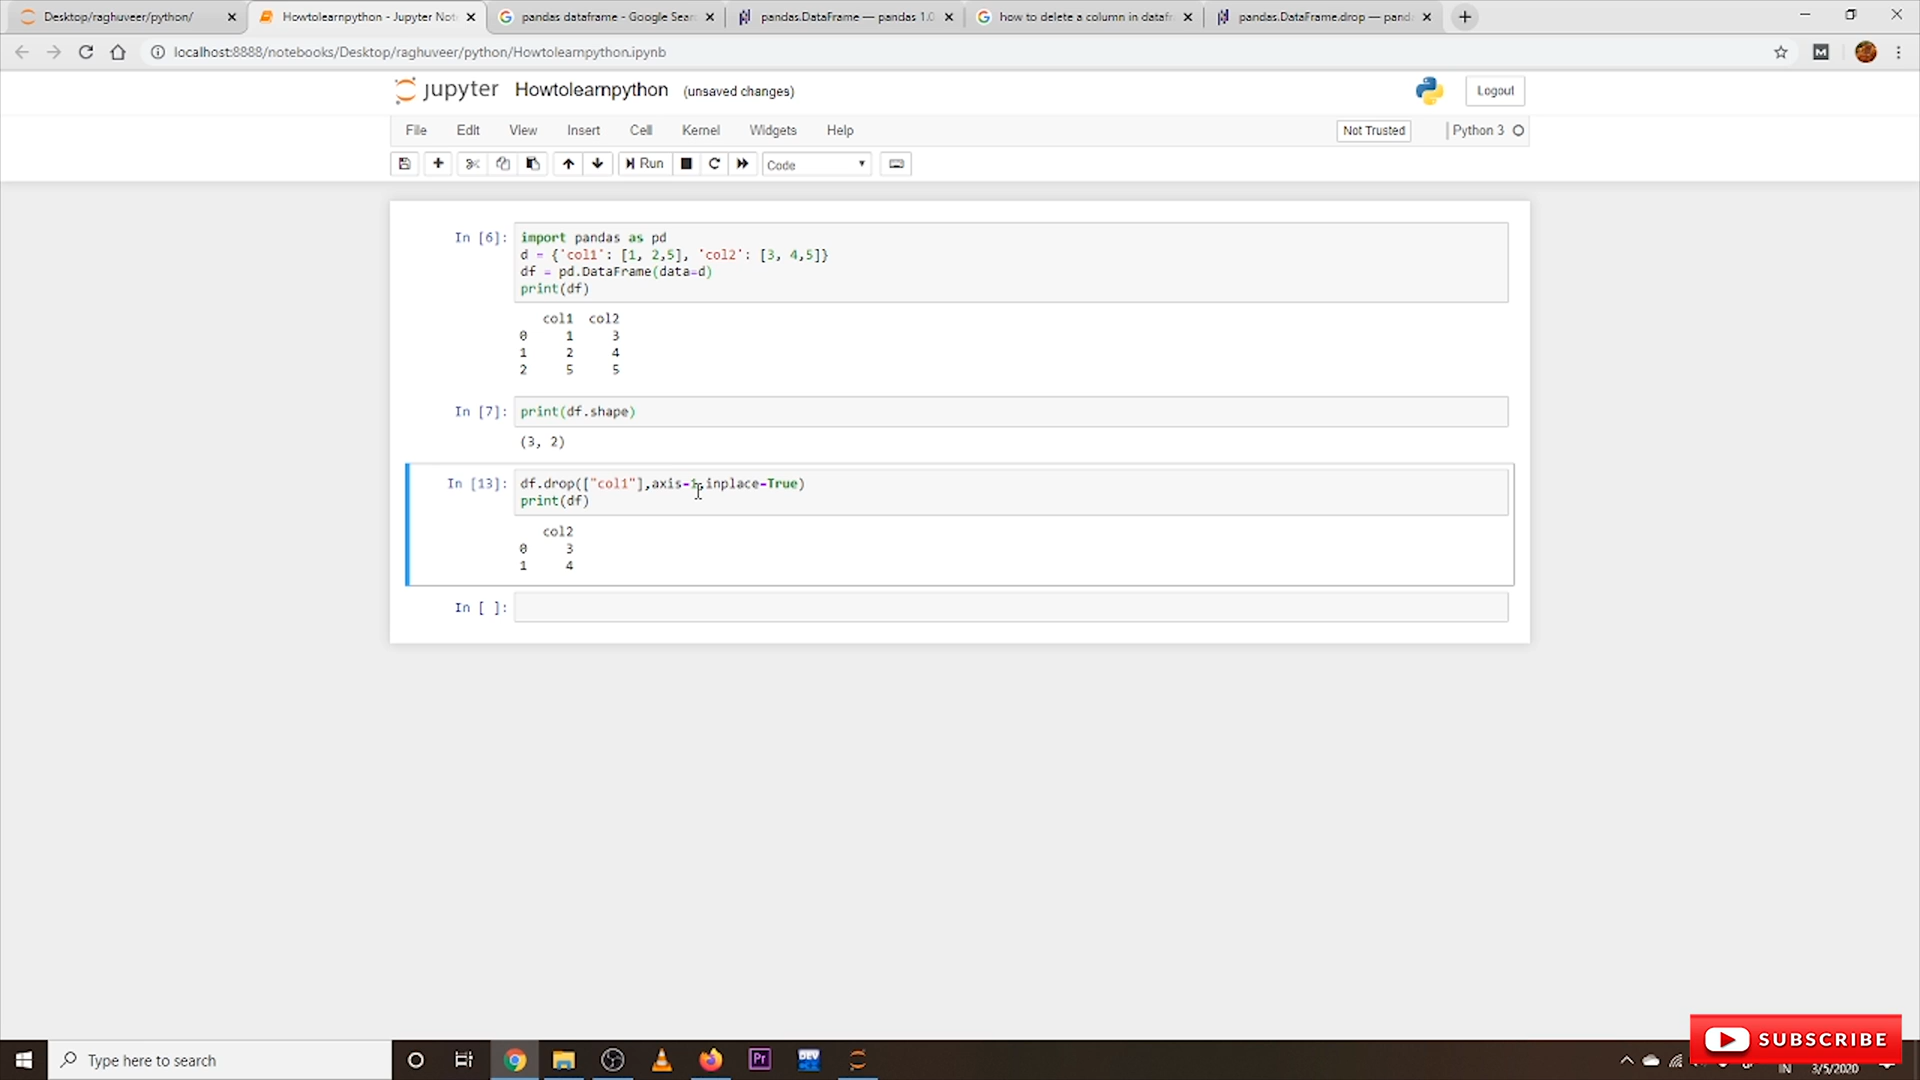 Desktop/raghuveer/python/
Howtolearnpython - Jupyter Not
pandas dataframe - Google Sear
pandas.DataFrame — pandas 1.0
how to delete a column in dataf
pandas.DataFrame.drop — pand
localhost:8888/notebooks/Desktop/raghuveer/python/Howtolearnpython.ipynb
M
jupyter Howtolearnpython (unsaved changes)
Logout
File Edit View Insert Cell Kernel Widgets Help
Not Trusted
Python 3
Run
Code
In [6]: import pandas as pd
d = {'col1': [1, 2,5], 'col2': [3, 4,5]}
df = pd.DataFrame(data=d)
print(df)
col1 col2
0 1 3
1 2 4
2 5 5
In [7]: print(df.shape)
(3, 2)
In [13]: df.drop(["col1"],axis=1,inplace=True)
print(df)
col2
0 3
1 4
In [ ]:
SUBSCRIBE
Type here to search
Pr
DEV
IN
3/5/2020